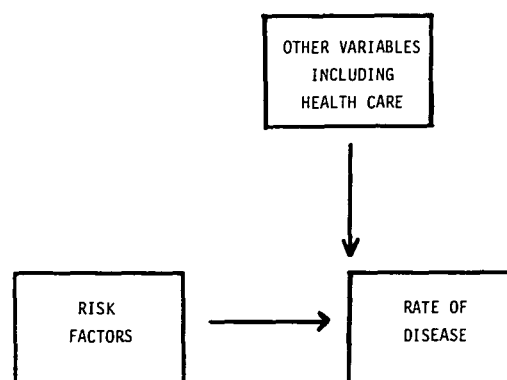 OTHER VARIABLES
INCLUDING
HEALTH CARE
RISK
FACTORS
RATE OF
DISEASE